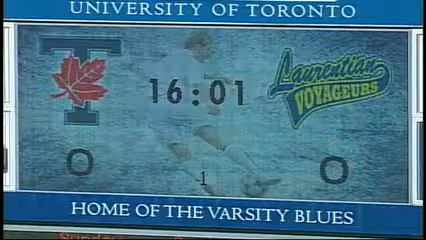 UNIVERSITY OF TORONTO
T
Laurentian
VOYAGEURS
16:01
0
0
1
HOME OF THE VARSITY BLUES